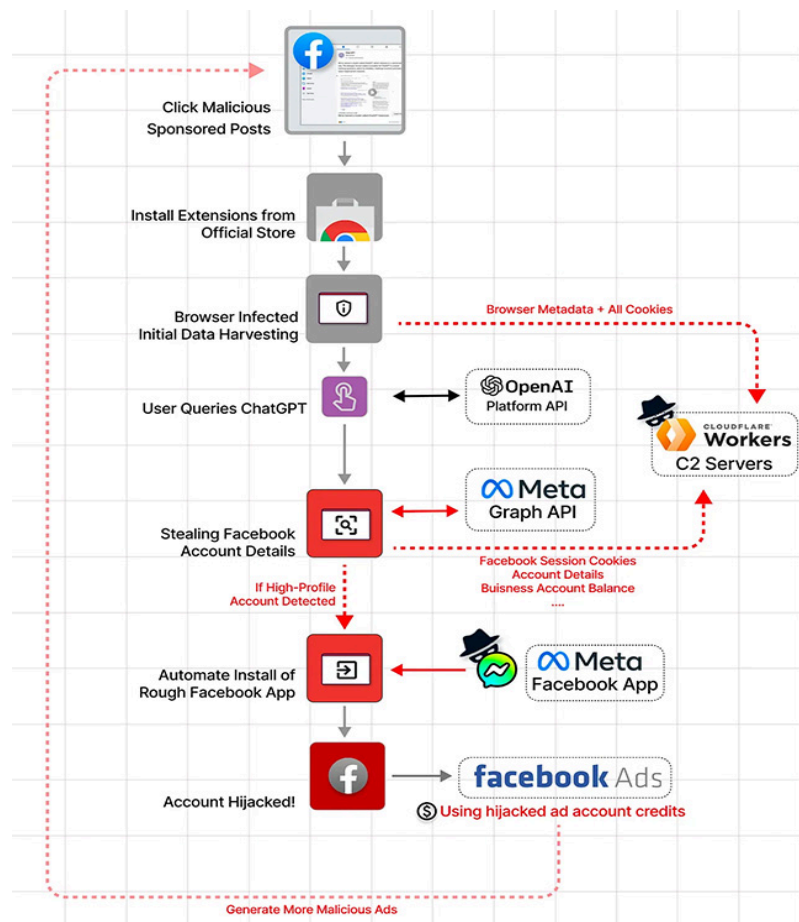 Click Malicious
Sponsored Posts
Install Extensions from
Official Store
Browser Infected
Initial Data Harvesting
Browser Metadata + All Cookies
User Queries ChatGPT
OpenAI
Platform API
CLOUDFLARE
Workers
C2 Servers
Meta
Graph API
Stealing Facebook
Account Details
Facebook Session Cookies
Account Details
Buisness Account Balance
....
If High-Profile
Account Detected
Automate Install of
Rough Facebook App
Meta
Facebook App
Account Hijacked!
facebook Ads
Using hijacked ad account credits
Generate More Malicious Ads